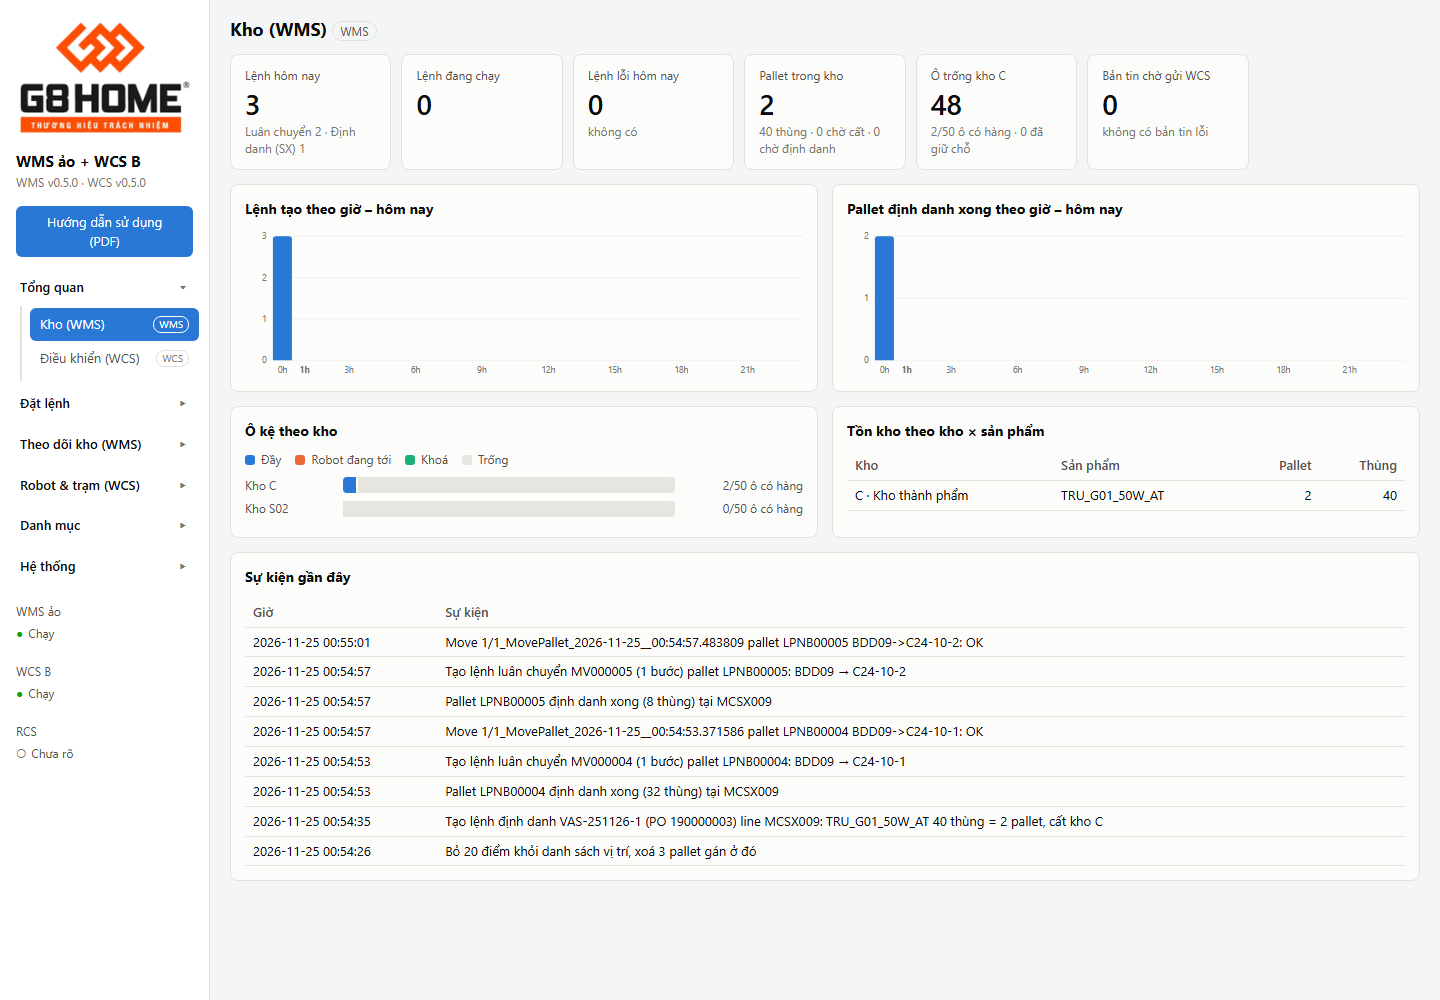 G8 HOME®
THƯƠNG HIỆU TRÁCH NHIỆM
WMS ảo + WCS B
WMS v0.5.0 · WCS v0.5.0
Hướng dẫn sử dụng
(PDF)
Tổng quan
Kho (WMS) WMS
Điều khiển (WCS) WCS
Đặt lệnh
Theo dõi kho (WMS)
Robot & trạm (WCS)
Danh mục
Hệ thống
WMS ảo
Chạy
WCS B
Chạy
RCS
Chưa rõ
Kho (WMS) WMS
Lệnh hôm nay
3
Luân chuyển 2 · Định
danh (SX) 1
Lệnh đang chạy
0
Lệnh lỗi hôm nay
0
không có
Pallet trong kho
2
40 thùng · 0 chờ cất · 0
chờ định danh
Ô trống kho C
48
2/50 ô có hàng · 0 đã
giữ chỗ
Bản tin chờ gửi WCS
0
không có bản tin lỗi
Lệnh tạo theo giờ – hôm nay
3
2
1
0
0h 1h 3h 6h 9h 12h 15h 18h 21h
Pallet định danh xong theo giờ – hôm nay
2
1
0
0h 1h 3h 6h 9h 12h 15h 18h 21h
Ô kệ theo kho
Đầy Robot đang tới Khoá Trống
Kho C 2/50 ô có hàng
Kho S02 0/50 ô có hàng
Tồn kho theo kho × sản phẩm
Kho Sản phẩm Pallet Thùng
C · Kho thành phẩm TRU_G01_50W_AT 2 40
Sự kiện gần đây
Giờ Sự kiện
2026-11-25 00:55:01 Move 1/1_MovePallet_2026-11-25__00:54:57.483809 pallet LPNB00005 BDD09->C24-10-2: OK
2026-11-25 00:54:57 Tạo lệnh luân chuyển MV000005 (1 bước) pallet LPNB00005: BDD09 → C24-10-2
2026-11-25 00:54:57 Pallet LPNB00005 định danh xong (8 thùng) tại MCSX009
2026-11-25 00:54:57 Move 1/1_MovePallet_2026-11-25__00:54:53.371586 pallet LPNB00004 BDD09->C24-10-1: OK
2026-11-25 00:54:53 Tạo lệnh luân chuyển MV000004 (1 bước) pallet LPNB00004: BDD09 → C24-10-1
2026-11-25 00:54:53 Pallet LPNB00004 định danh xong (32 thùng) tại MCSX009
2026-11-25 00:54:35 Tạo lệnh định danh VAS-251126-1 (PO 190000003) line MCSX009: TRU_G01_50W_AT 40 thùng = 2 pallet, cất kho C
2026-11-25 00:54:26 Bỏ 20 điểm khỏi danh sách vị trí, xoá 3 pallet gán ở đó